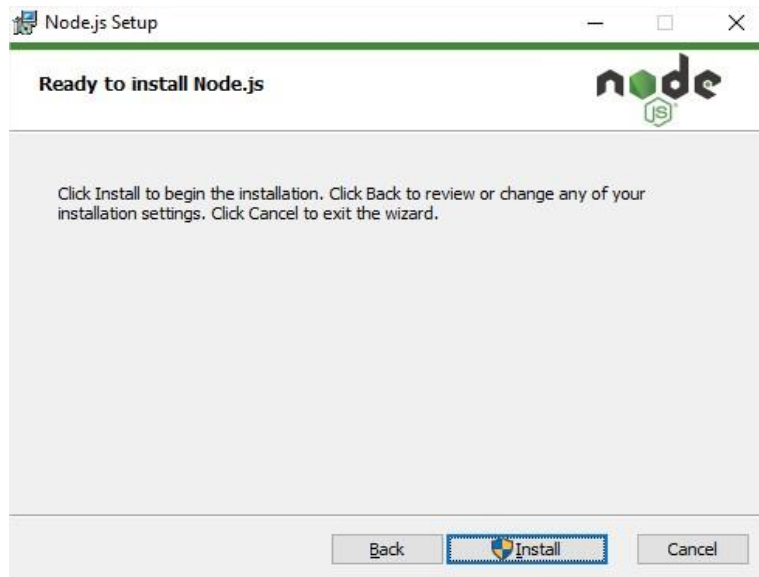 Node.js Setup
Ready to install Node.js
node
JS
Click Install to begin the installation. Click Back to review or change any of your
installation settings. Click Cancel to exit the wizard.
Back
Install
Cancel